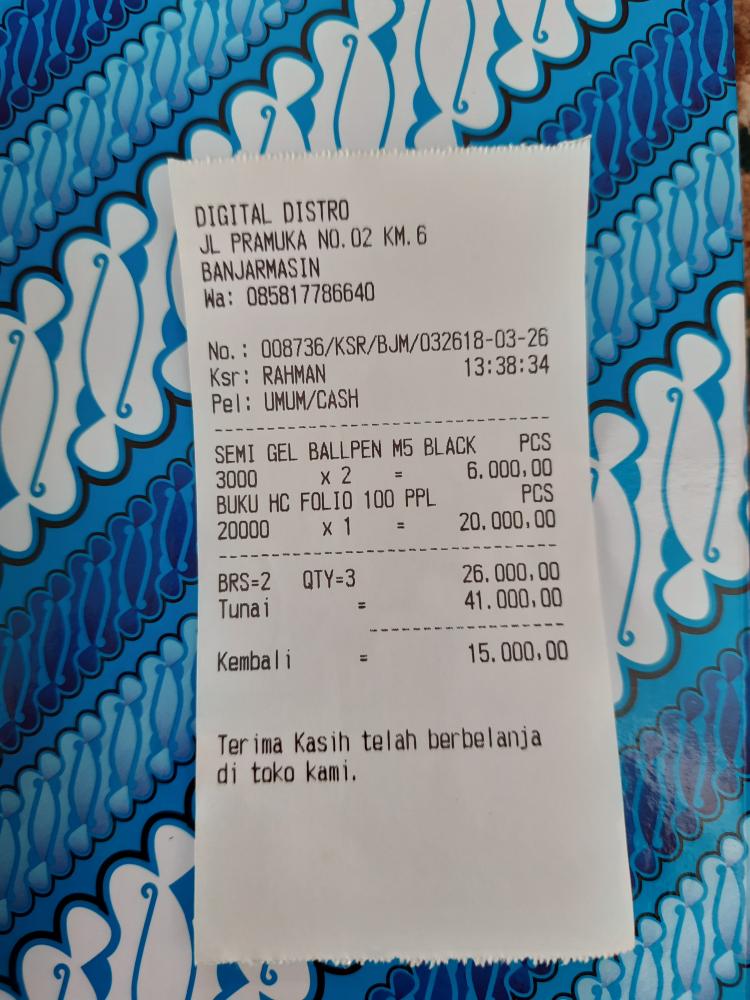 DIGITAL DISTRO
JL PRAMUKA NO.02 KM.6
BANJARMASIN
Wa: 085817786640
No.: 008736/KSR/BJM/032618-03-26
Ksr: RAHMAN 13:38:34
Pel: UMUM/CASH
SEMI GEL BALLPEN M5 BLACK PCS
3000 x 2 = 6.000,00
BUKU HC FOLIO 100 PPL PCS
20000 x 1 = 20.000,00
BRS=2 QTY=3 26.000,00
Tunai = 41.000,00
Kembali = 15.000,00
Terima Kasih telah berbelanja
di toko kami.